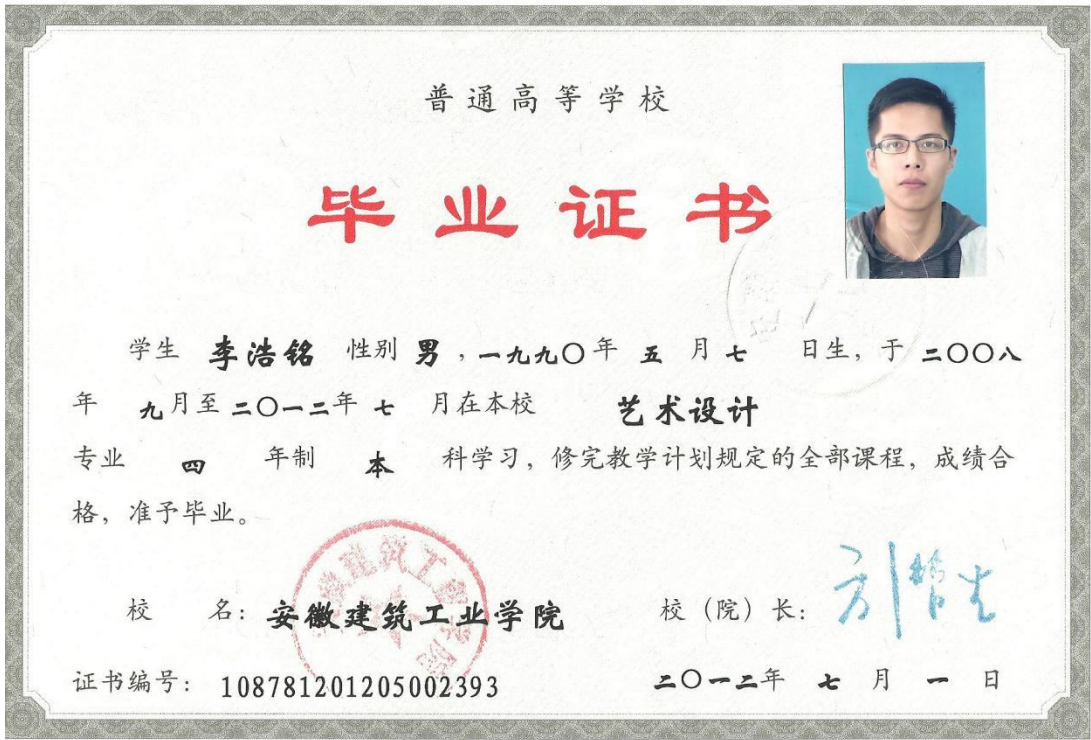 普通高等学校
毕业证书
学生 李浩铭 性别 男，一九九〇年 五 月 七 日生，于 二〇〇八
年 九月至 二〇一二年 七 月在本校 艺术设计
专业 四 年制 本 科学习，修完教学计划规定的全部课程，成绩合
格，准予毕业。
校 名：安徽建筑工业学院 校（院）长：
证书编号：108781201205002393 二〇一二年 七 月 一 日